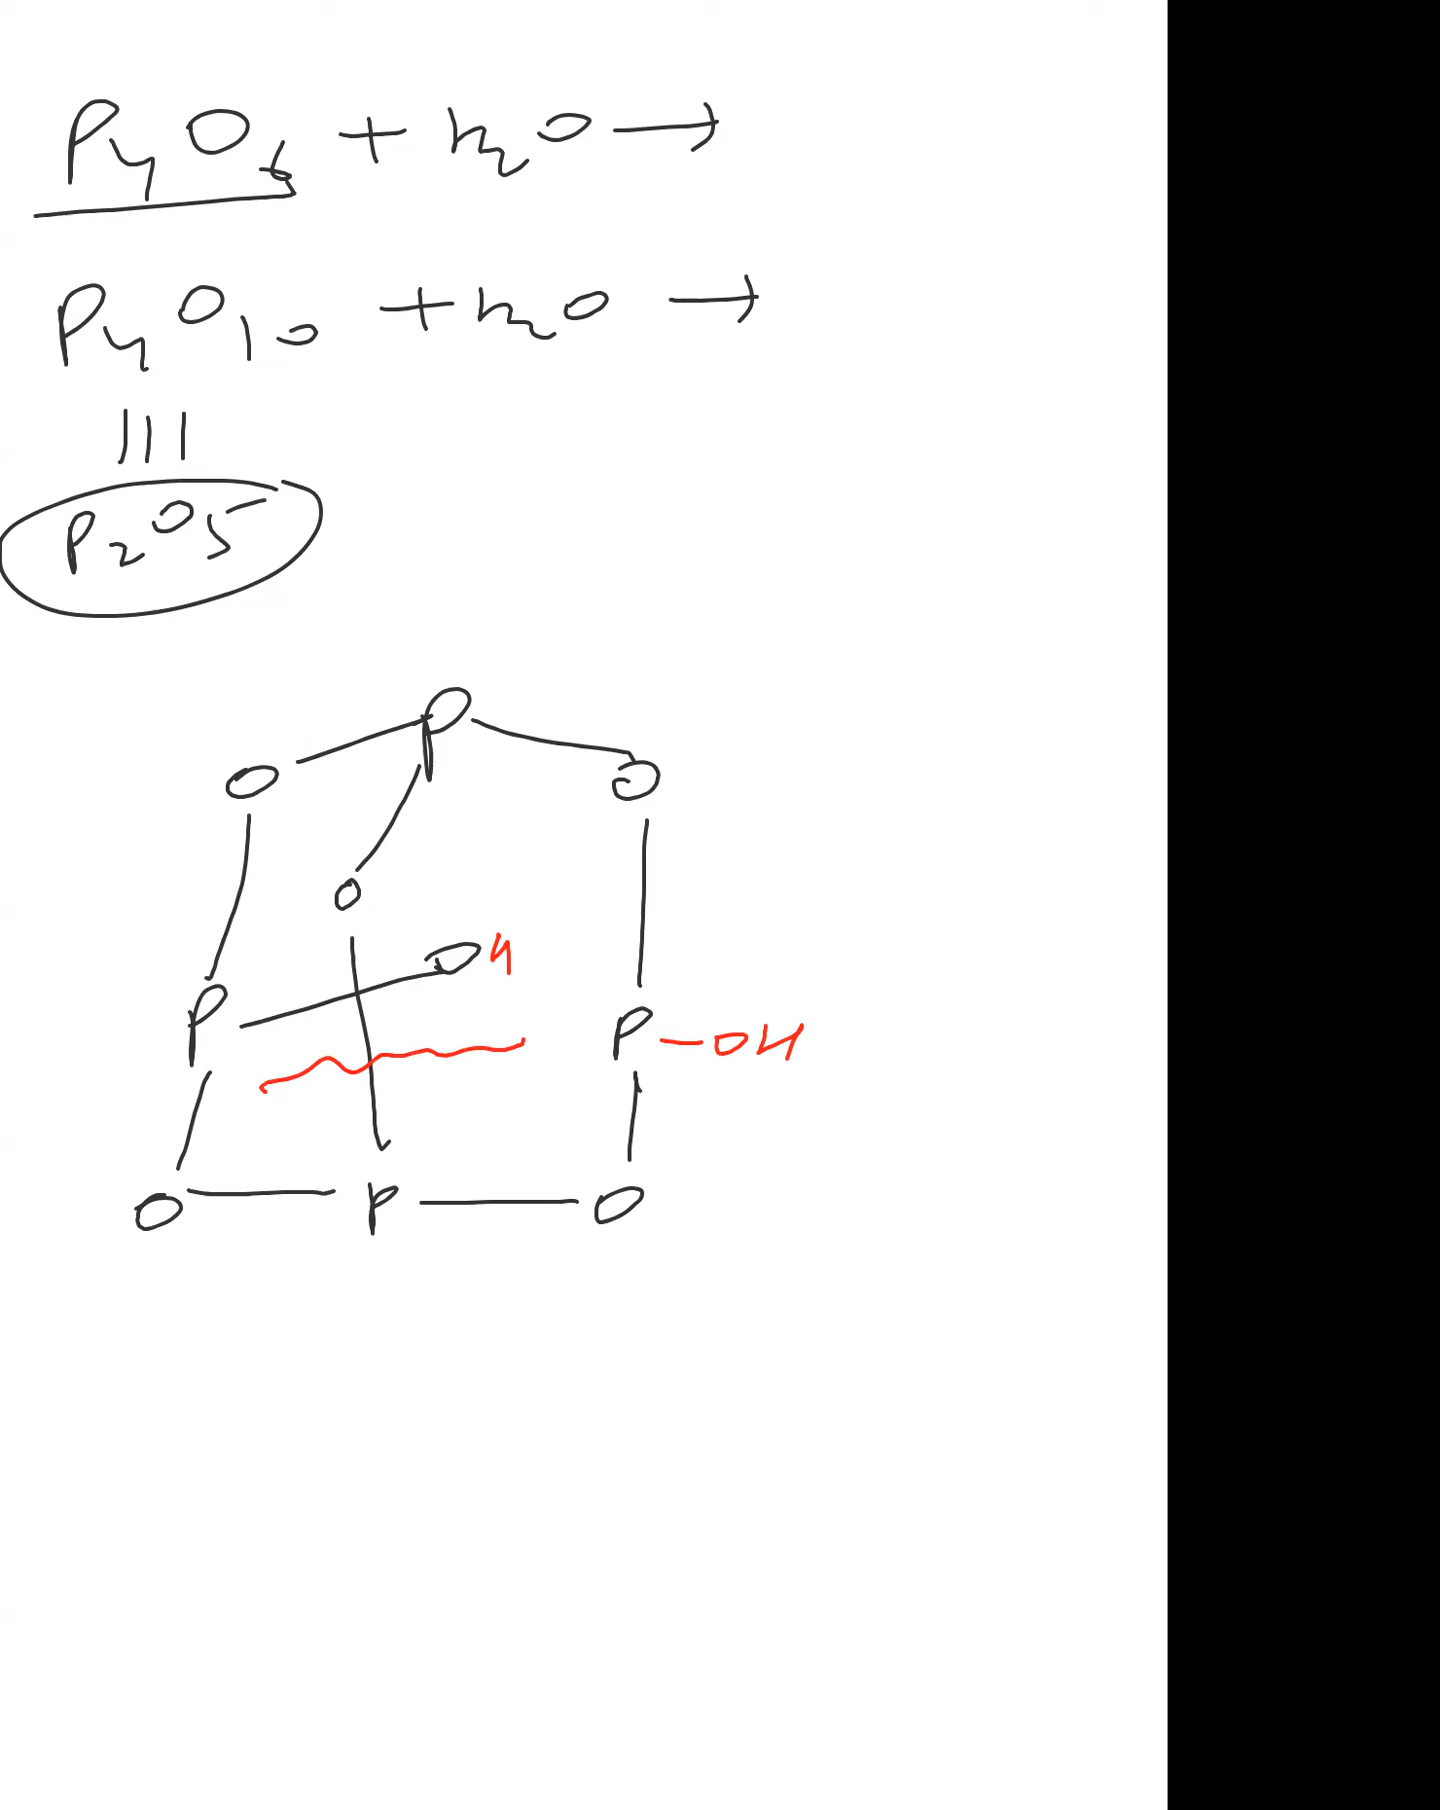 P₄O₆ + H₂O →
P₄O₁₀ + H₂O →
|||
P₂O₅
P
O O
O
OH
P P-OH
O P O